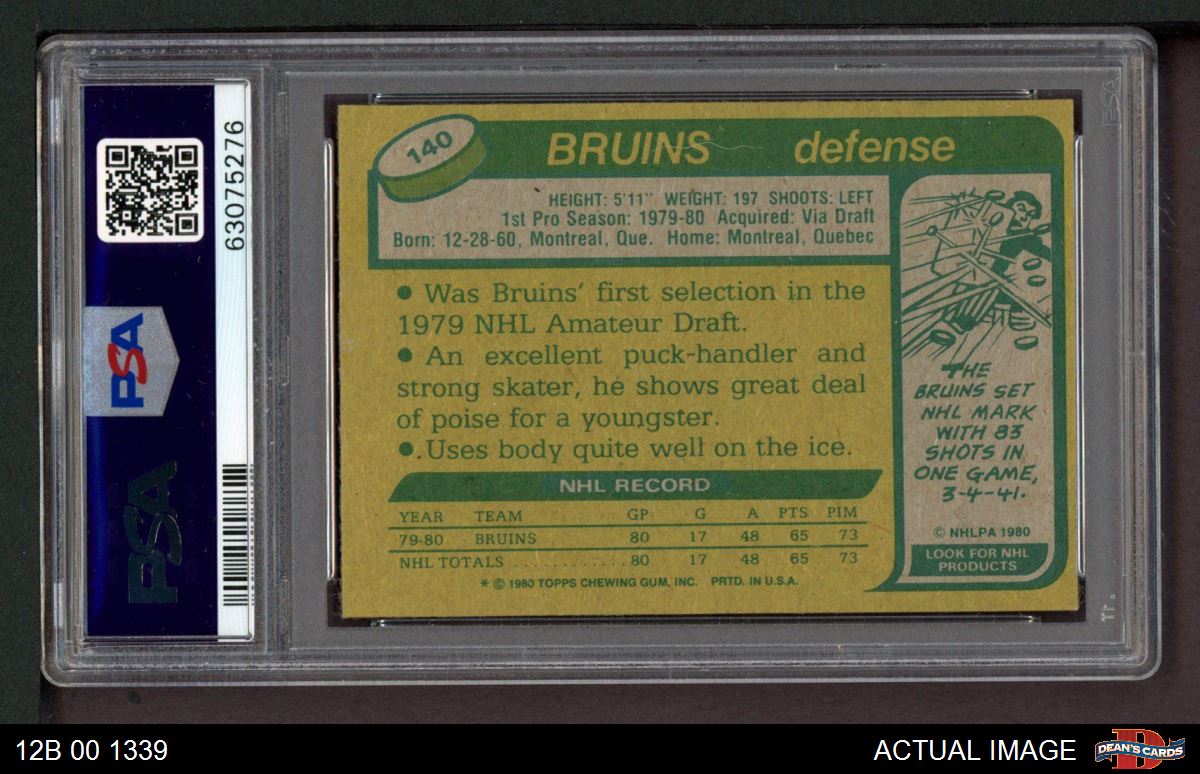 63075276
PSA
PSA
140
BRUINS defense
HEIGHT: 5'11" WEIGHT: 197 SHOOTS: LEFT
1st Pro Season: 1979-80 Acquired: Via Draft
Born: 12-28-60, Montreal, Que. Home: Montreal, Quebec
• Was Bruins' first selection in the
1979 NHL Amateur Draft.
• An excellent puck-handler and
strong skater, he shows great deal
of poise for a youngster.
• Uses body quite well on the ice.
NHL RECORD
YEAR TEAM GP G A PTS PIM
79-80 BRUINS 80 17 48 65 73
NHL TOTALS . . . . . . . . . . . . 80 17 48 65 73
* © 1980 TOPPS CHEWING GUM, INC. PRTD. IN U.S.A.
THE
BRUINS SET
NHL MARK
WITH 83
SHOTS IN
ONE GAME,
3-4-41.
© NHLPA 1980
LOOK FOR NHL
PRODUCTS
PSA
12B 00 1339
ACTUAL IMAGE
DEAN'S CARDS